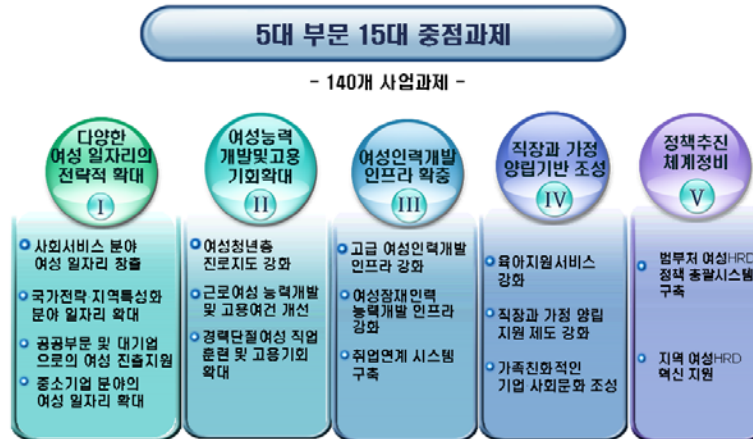 5대 부문 15대 중점과제
- 140개 사업과제 -
다양한
여성 일자리의
전략적 확대
I
사회서비스 분야
여성 일자리 창출
국가전략 지역특성화
분야 일자리 확대
공공부문 및 대기업
으로의 여성 진출지원
중소기업 분야의
여성 일자리 확대
여성능력
개발및고용
기회확대
II
여성청년층
진로지도 강화
근로여성 능력개발
및 고용여건 개선
경력단절여성 직업
훈련 및 고용기회
확대
여성인력개발
인프라 확충
III
고급 여성인력개발
인프라 강화
여성잠재인력
능력개발 인프라
강화
취업연계 시스템
구축
직장과 가정
양립기반 조성
IV
육아지원서비스
강화
직장과 가정 양립
지원 제도 강화
가족친화적인
기업 사회문화 조성
정책추진
체계정비
V
범부처 여성HRD
정책 총괄시스템
구축
지역 여성HRD
혁신 지원